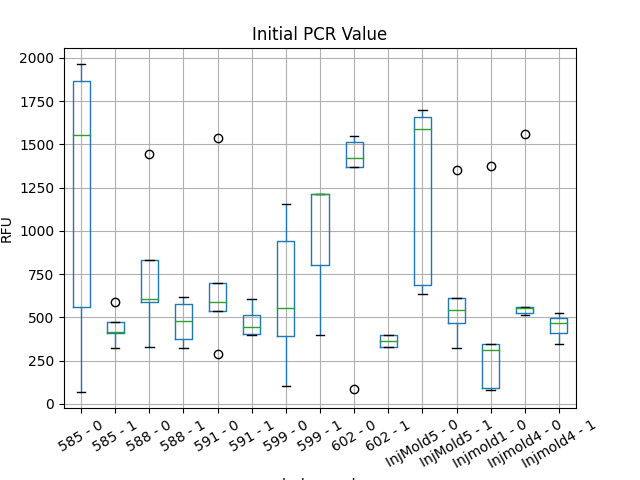 Initial PCR Value
2000
1750
1500
1250
1000
750
500
250
0
RFU
585 - 0
585 - 1
588 - 0
588 - 1
591 - 0
591 - 1
599 - 0
599 - 1
602 - 0
602 - 1
InjMold5 - 0
InjMold5 - 1
Injmold1 - 0
Injmold4 - 0
Injmold4 - 1